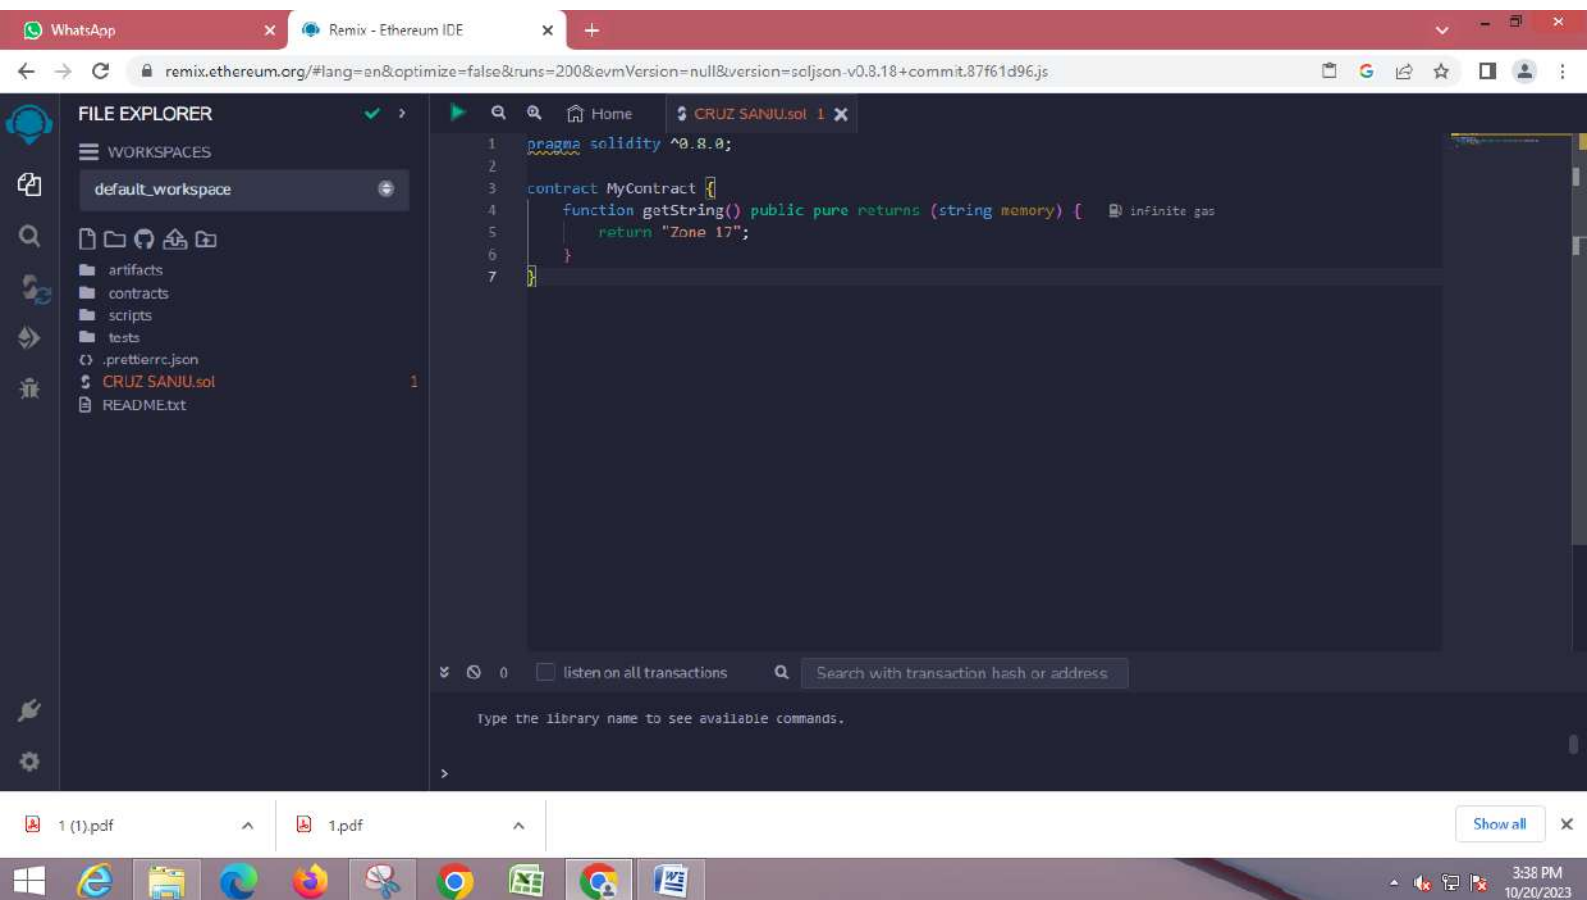 WhatsApp
Remix - Ethereum IDE
remix.ethereum.org/#lang=en&optimize=false&runs=200&evmVersion=null&version=soljson-v0.8.18+commit.87f61d96.js
FILE EXPLORER
Home
CRUZ SANJU.sol 1
WORKSPACES
default_workspace
artifacts
contracts
scripts
tests
.prettierrc.json
CRUZ SANJU.sol 1
README.txt
1 pragma solidity ^0.8.0;
2
3 contract MyContract {
4 function getString() public pure returns (string memory) { infinite gas
5 return "Zone 17";
6 }
7 }
0 listen on all transactions Search with transaction hash or address
Type the library name to see available commands.
>
1 (1).pdf
1.pdf
Show all
3:38 PM
10/20/2023